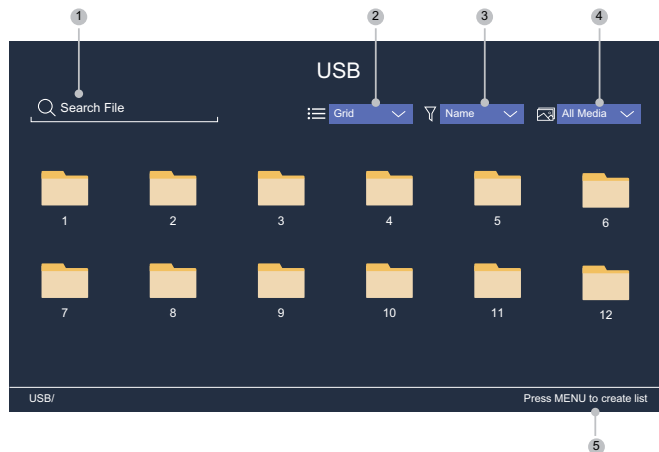 1 2 3 4
USB
Search File Grid Name All Media
1 2 3 4 5 6
7 8 9 10 11 12
USB/ Press MENU to create list
5